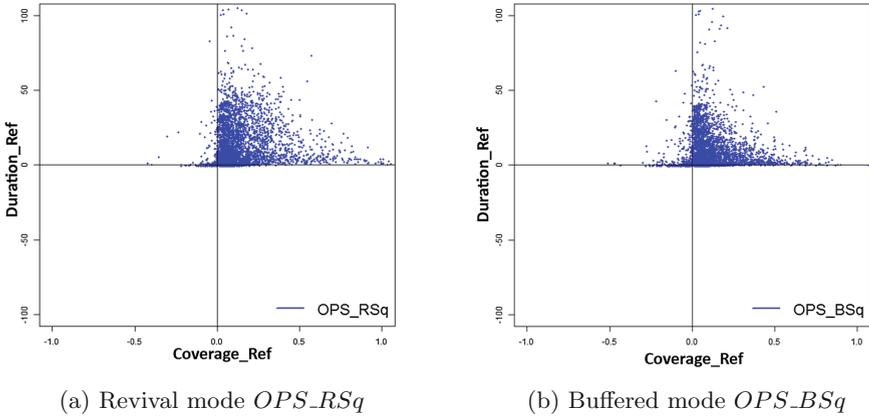 100
50
0
-50
-100
Duration_Ref
OPS_RSq
-1.0 -0.5 0.0 0.5 1.0
Coverage_Ref
(a) Revival mode OPS_RSq
100
50
0
-50
-100
Duration_Ref
OPS_BSq
-1.0 -0.5 0.0 0.5 1.0
Coverage_Ref
(b) Buffered mode OPS_BSq